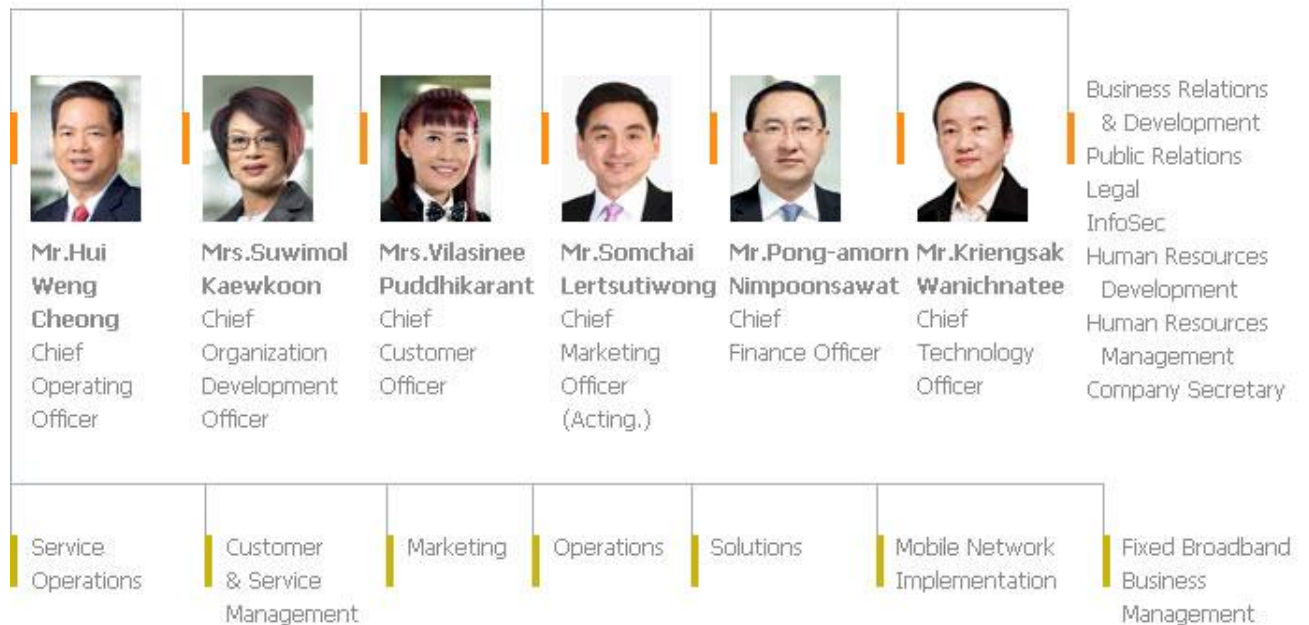 Mr.Hui
Weng
Cheong
Chief
Operating
Officer
Mrs.Suwimol
Kaewkoon
Chief
Organization
Development
Officer
Mrs.Vilasinee
Puddhikarant
Chief
Customer
Officer
Mr.Somchai
Lertsutiwong
Chief
Marketing
Officer
(Acting.)
Mr.Pong-amorn
Nimpoonsawat
Chief
Finance Officer
Mr.Kriengsak
Wanichnatee
Chief
Technology
Officer
Business Relations
& Development
Public Relations
Legal
InfoSec
Human Resources
Development
Human Resources
Management
Company Secretary
Service
Operations
Customer
& Service
Management
Marketing
Operations
Solutions
Mobile Network
Implementation
Fixed Broadband
Business
Management